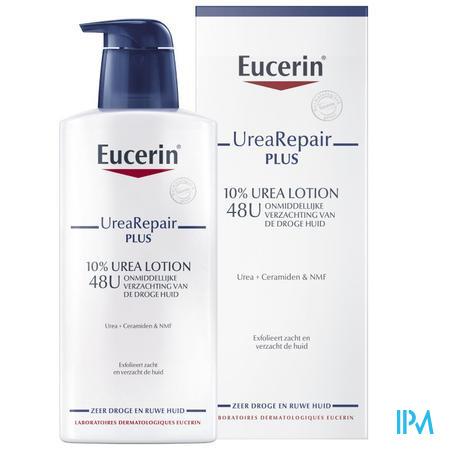 Eucerin®
UreaRepair
PLUS
10% UREA LOTION
48U ONMIDDELLIJKE
VERZACHTING VAN
DE DROGE HUID
Urea + Ceramiden & NMF
Exfolieert zacht
en verzacht de huid
ZEER DROGE EN RUWE HUID
LABORATOIRES DERMATOLOGIQUES EUCERIN
Eucerin®
UreaRepair
PLUS
10% UREA LOTION
48U ONMIDDELLIJKE
VERZACHTING VAN
DE DROGE HUID
Urea + Ceramiden & NMF
Exfolieert zacht en
verzacht de huid
ZEER DROGE EN RUWE HUID
LABORATOIRES DERMATOLOGIQUES EUCERIN
IPM